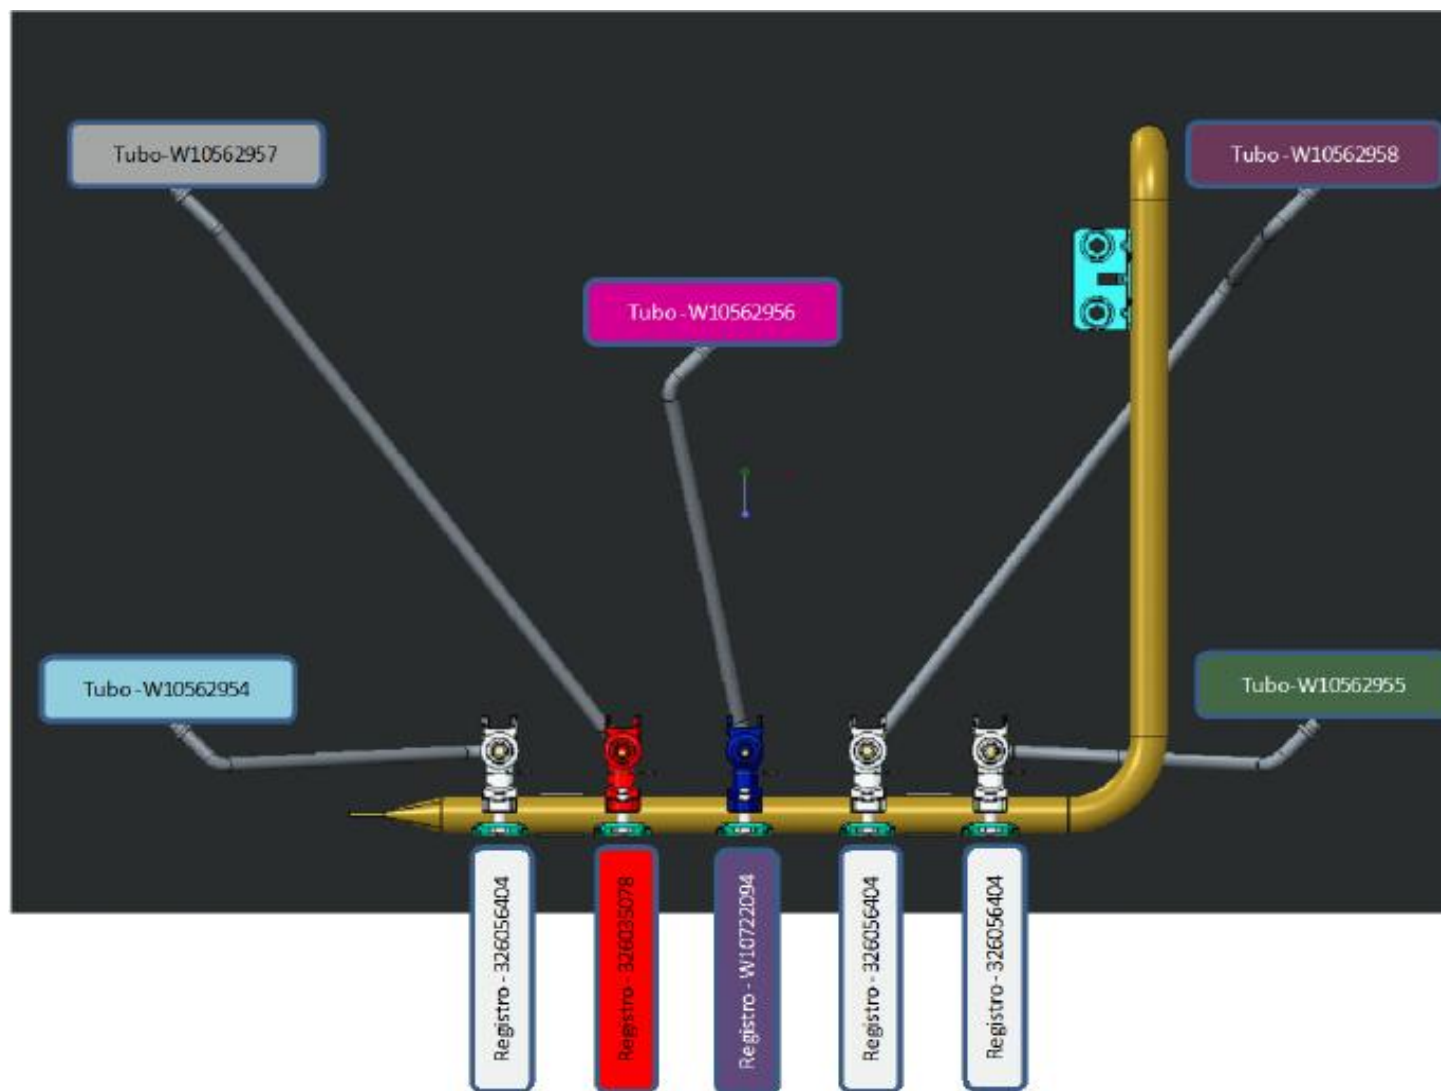 Tubo-W10562957
Tubo-W10562958
Tubo-W10562956
Tubo-W10562954
Tubo-W10562955
Registro - 326056404
Registro - 326035078
Registro - W10722094
Registro - 326056404
Registro - 326056404